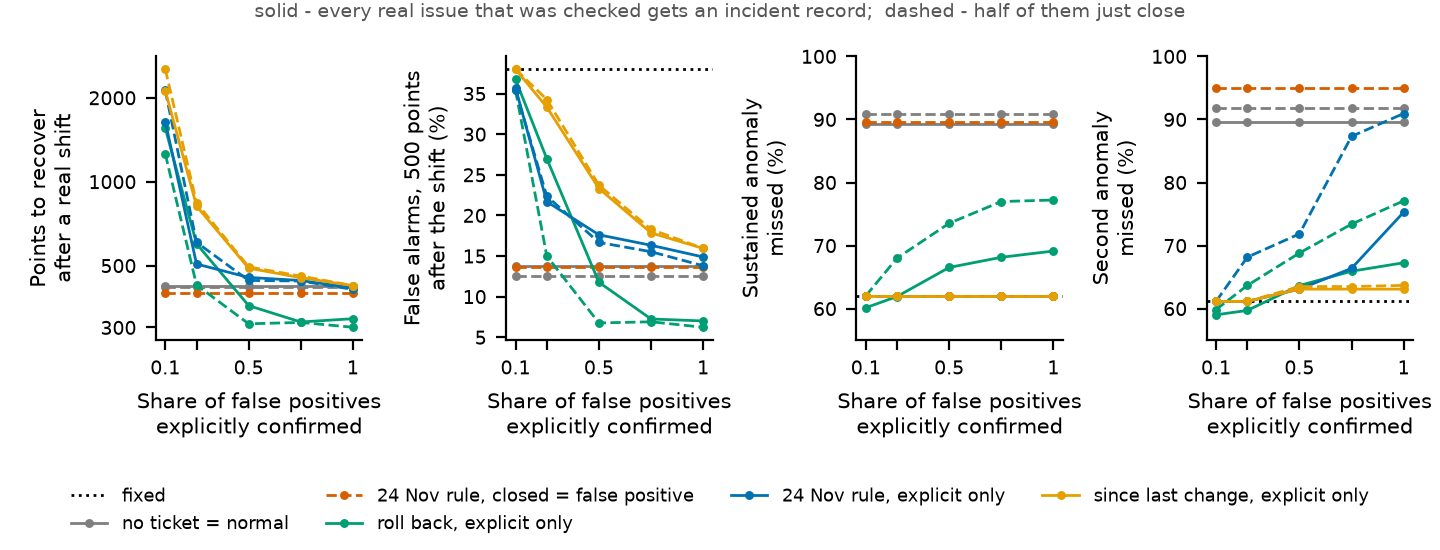 solid - every real issue that was checked gets an incident record;  dashed - half of them just close
Points to recover
after a real shift
2000
1000
500
300
0.1
0.5
1
Share of false positives
explicitly confirmed
False alarms, 500 points
after the shift (%)
35
30
25
20
15
10
5
0.1
0.5
1
Share of false positives
explicitly confirmed
Sustained anomaly
missed (%)
100
90
80
70
60
0.1
0.5
1
Share of false positives
explicitly confirmed
Second anomaly
missed (%)
100
90
80
70
60
0.1
0.5
1
Share of false positives
explicitly confirmed
fixed
no ticket = normal
24 Nov rule, closed = false positive
roll back, explicit only
24 Nov rule, explicit only
since last change, explicit only